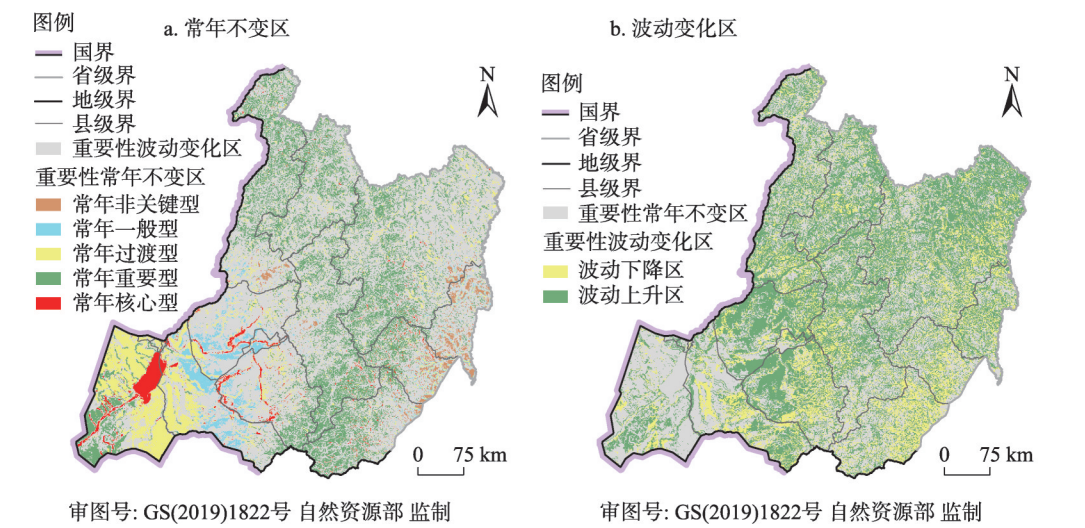 图例
a. 常年不变区
国界
省级界
地级界
县级界
重要性波动变化区
重要性常年不变区
常年非关键型
常年一般型
常年过渡型
常年重要型
常年核心型
N
0 75 km
审图号: GS(2019)1822号 自然资源部 监制
b. 波动变化区
图例
国界
省级界
地级界
县级界
重要性常年不变区
重要性波动变化区
波动下降区
波动上升区
N
0 75 km
审图号: GS(2019)1822号 自然资源部 监制